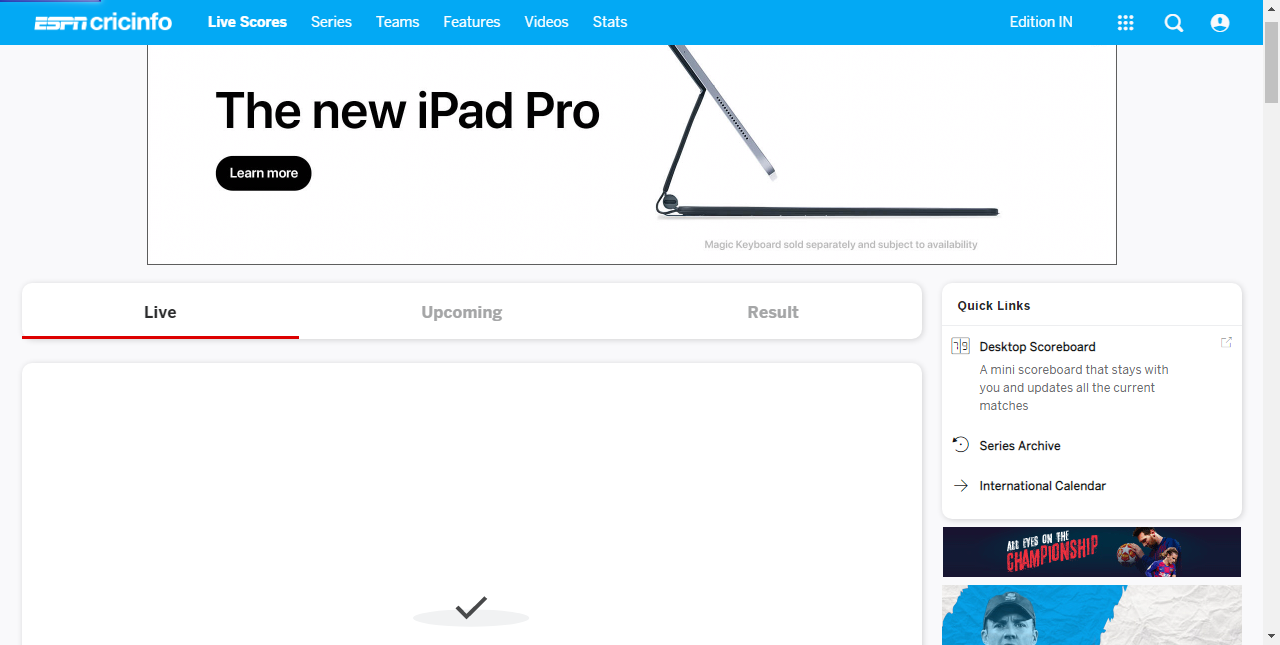 ESPN cricinfo
Live Scores
Series
Teams
Features
Videos
Stats
Edition IN
The new iPad Pro
Learn more
Magic Keyboard sold separately and subject to availability
Live
Upcoming
Result
Quick Links
Desktop Scoreboard
A mini scoreboard that stays with
you and updates all the current
matches
Series Archive
International Calendar
ALL EYES ON THE
CHAMPIONSHIP